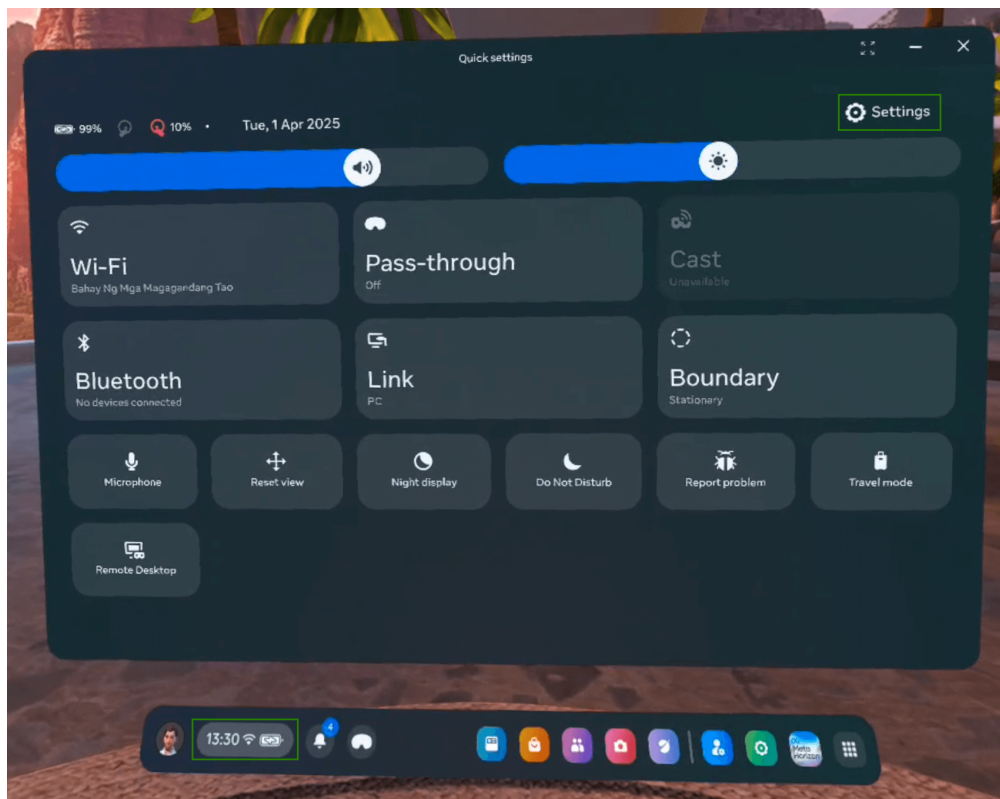 Quick settings
99% 10% · Tue, 1 Apr 2025
Settings
Wi-Fi
Bahay Ng Mga Magagandang Tao
Pass-through
Off
Cast
Unavailable
Bluetooth
No devices connected
Link
PC
Boundary
Stationary
Microphone
Reset view
Night display
Do Not Disturb
Report problem
Travel mode
Remote Desktop
13:30
4
Meta
Horizon